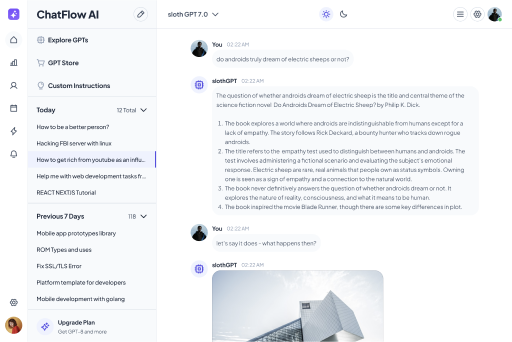 ChatFlow AI
Explore GPTs
GPT Store
Custom Instructions
Today
12 Total
How to be a better person?
Hacking FBI server with linux
How to get rich from youtube as an influ...
Help me with web development tasks fr...
REACT NEXTJS Tutorial
Previous 7 Days
118
Mobile app prototypes library
ROM Types and uses
Fix SSL/TLS Error
Platform template for developers
Mobile development with golang
Upgrade Plan
Get GPT-8 and more
sloth GPT 7.0
You 02:22 AM
do androids truly dream of electric sheeps or not?
slothGPT 02:22 AM
The question of whether androids dream of electric sheep is the title and central theme of the
science fiction novel Do Androids Dream of Electric Sheep? by Philip K. Dick.
1. The book explores a world where androids are indistinguishable from humans except for a
lack of empathy. The story follows Rick Deckard, a bounty hunter who tracks down rogue
androids.
2. The title refers to the empathy test used to distinguish between humans and androids. The
test involves administering a fictional scenario and evaluating the subject's emotional
response. Electric sheep are rare, real animals that people own as status symbols. Owning
one is seen as a sign of empathy and a connection to the natural world.
3. The book never definitively answers the question of whether androids dream or not. It
explores the nature of reality, consciousness, and what it means to be human.
4. The book inspired the movie Blade Runner, though there are some key differences in plot.
You 02:22 AM
let's say it does - what happens then?
slothGPT 02:22 AM